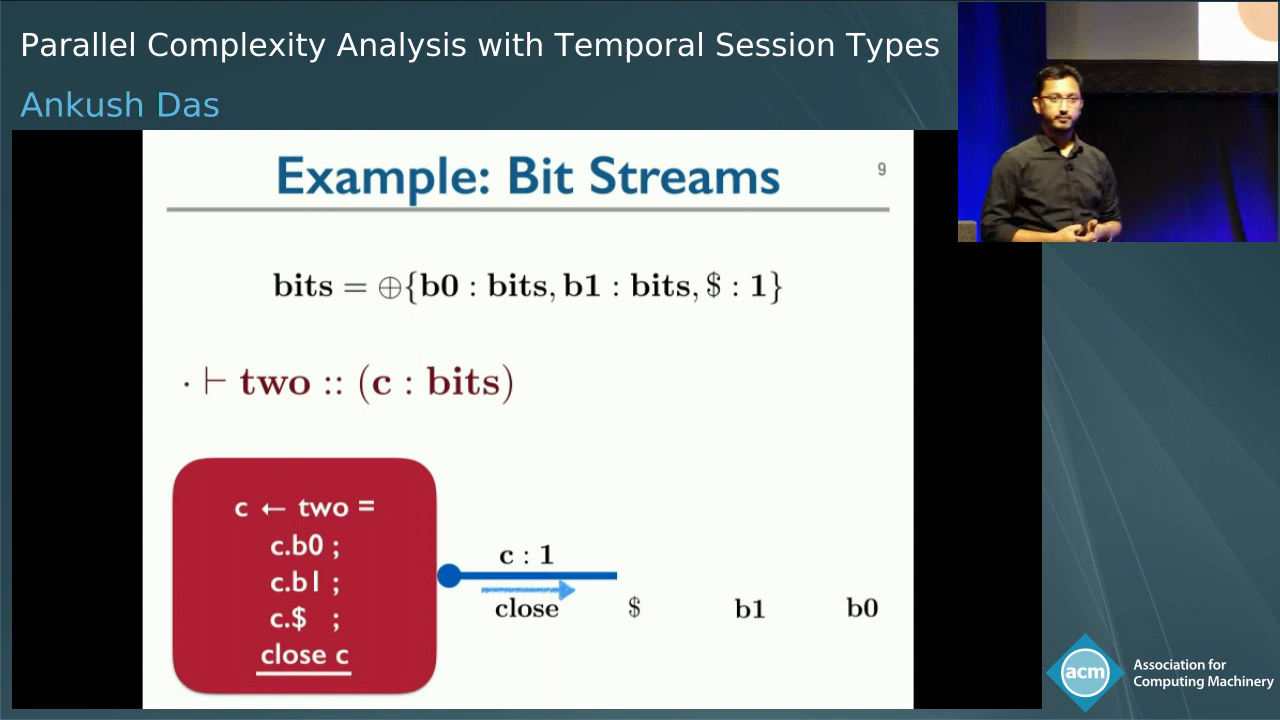 Parallel Complexity Analysis with Temporal Session Types
Ankush Das
Example: Bit Streams
9
bits = ⊕{b0 : bits, b1 : bits, $ : 1}
· ⊢ two :: (c : bits)
c ← two =
c.b0 ;
c.b1 ;
c.$ ;
close c
c : 1
close $ b1 b0
acm
Association for
Computing Machinery